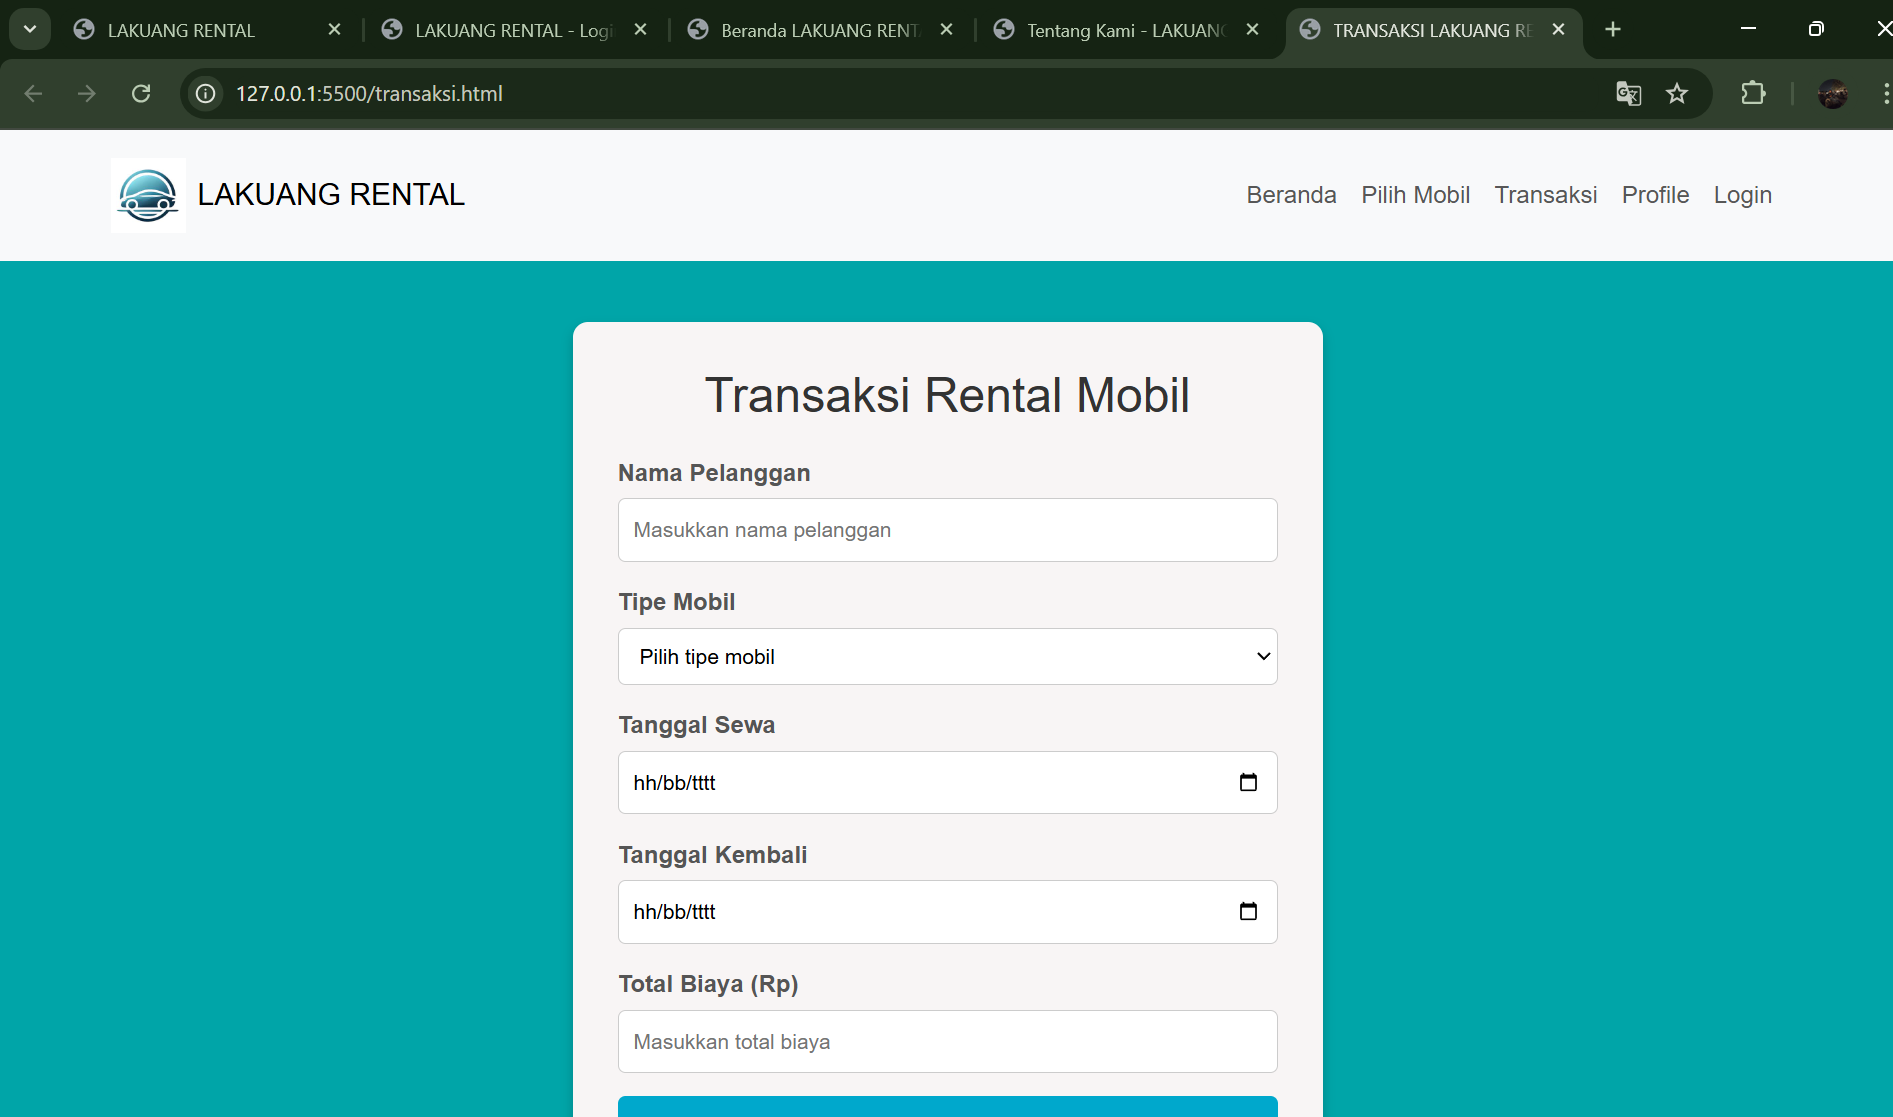 LAKUANG RENTAL
LAKUANG RENTAL - Logi
Beranda LAKUANG RENT
Tentang Kami - LAKUANG
TRANSAKSI LAKUANG RE
127.0.0.1:5500/transaksi.html
LAKUANG RENTAL
Beranda Pilih Mobil Transaksi Profile Login
Transaksi Rental Mobil
Nama Pelanggan
Masukkan nama pelanggan
Tipe Mobil
Pilih tipe mobil
Tanggal Sewa
hh/bb/tttt
Tanggal Kembali
hh/bb/tttt
Total Biaya (Rp)
Masukkan total biaya